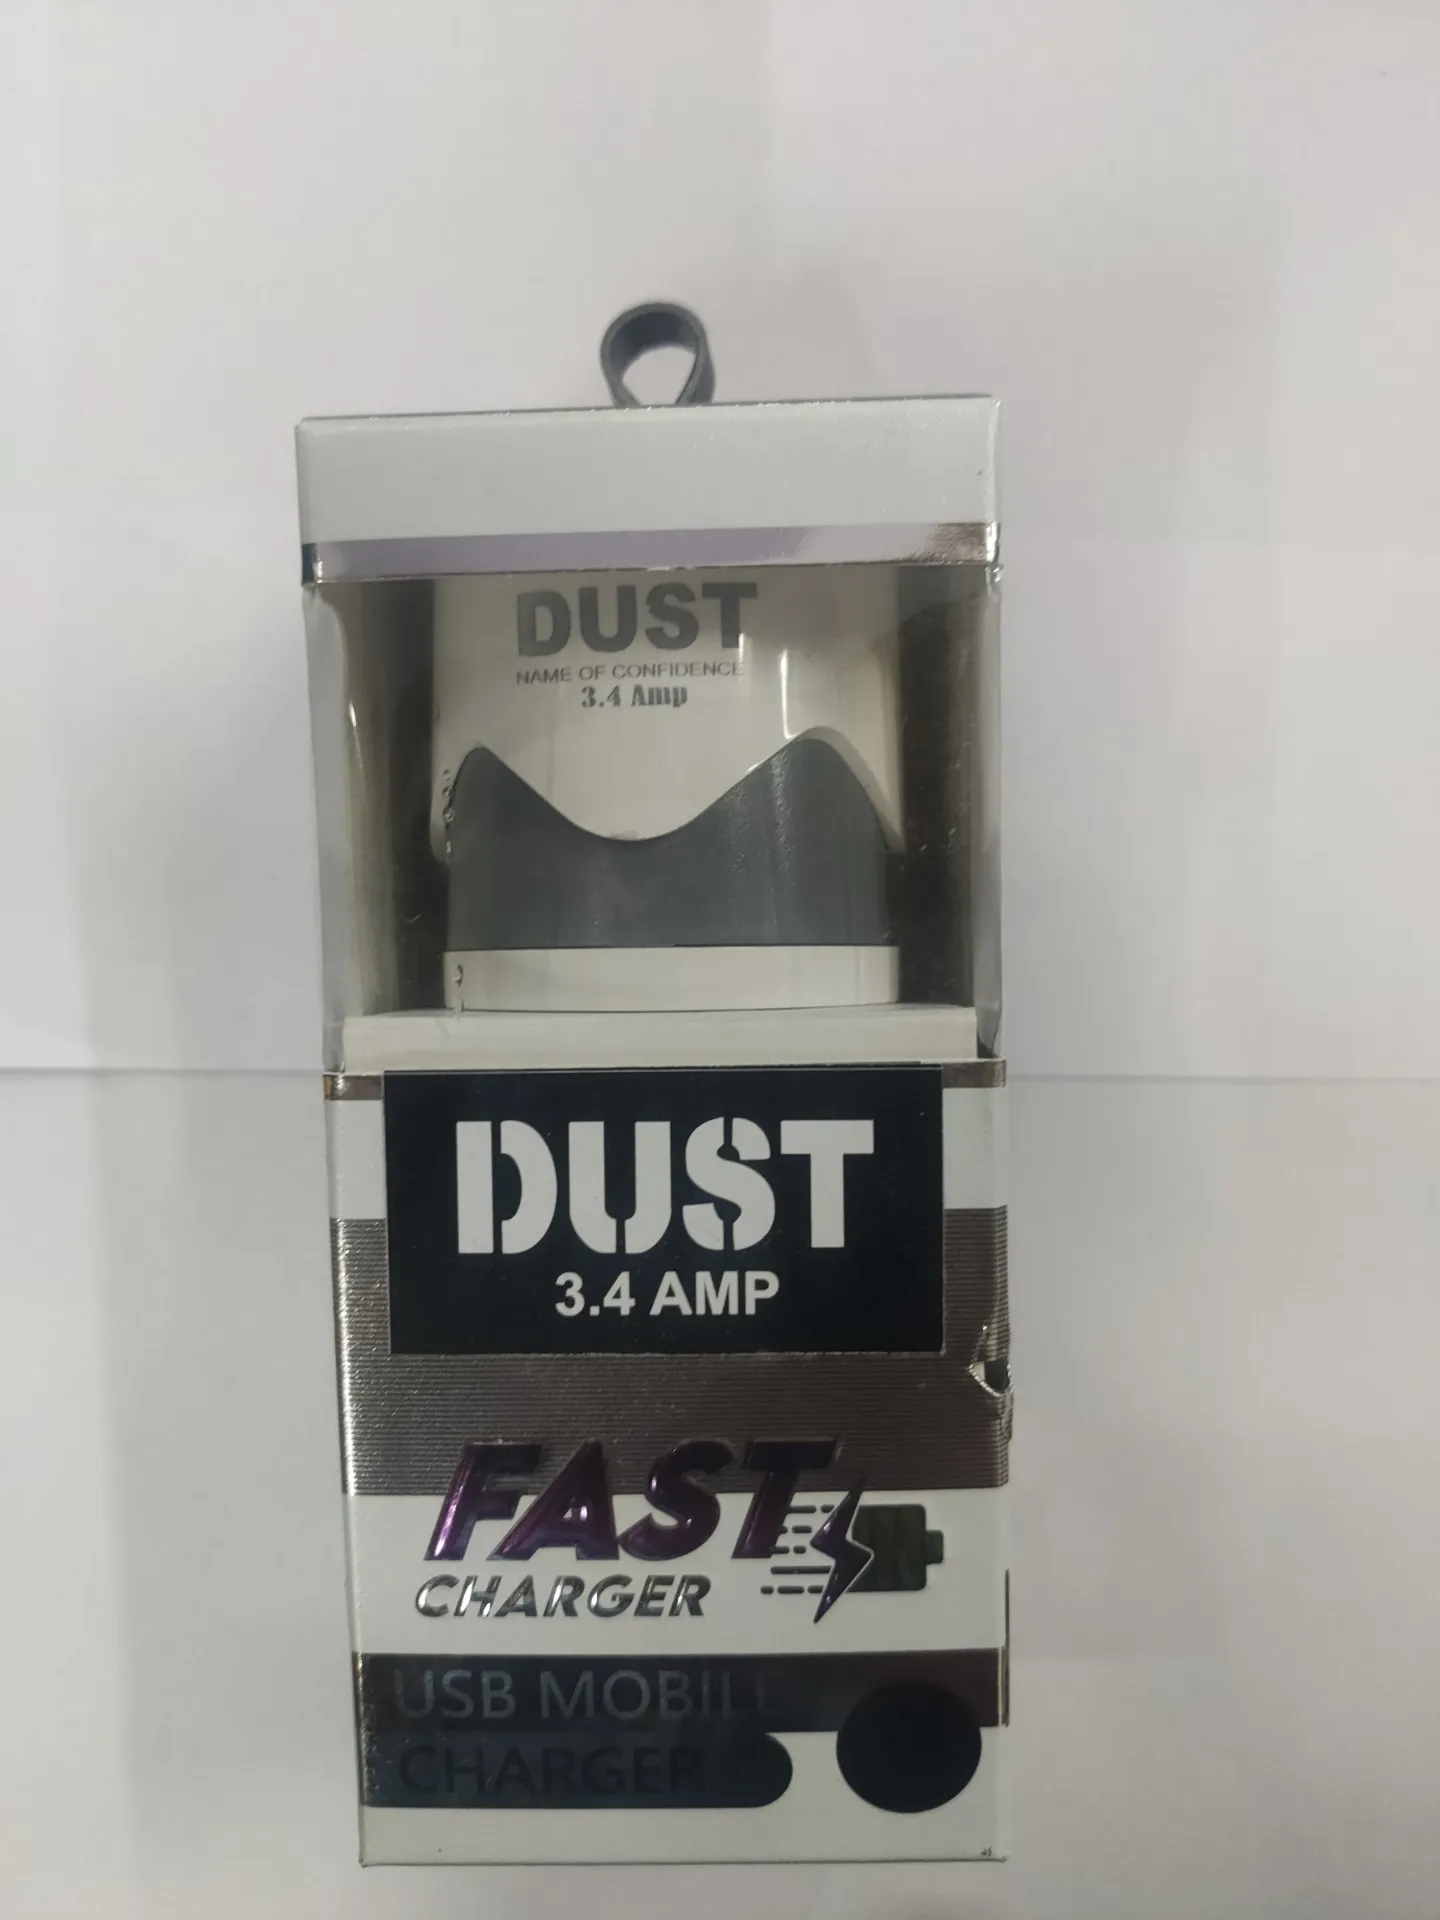 DUST
NAME OF CONFIDENCE
3.4 Amp
DUST
3.4 AMP
FAST
CHARGER
USB MOBILE
CHARGER